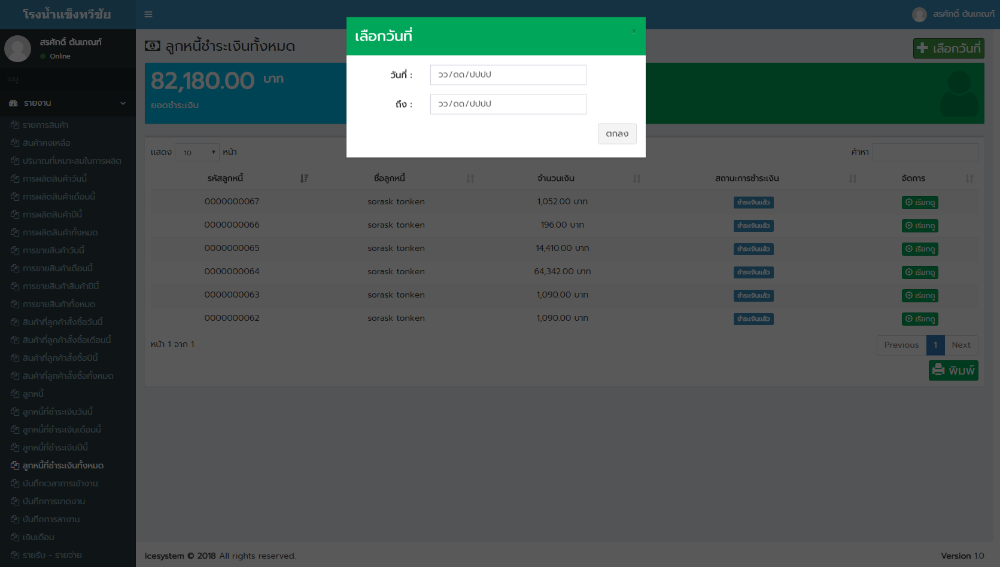 โรงน้ำแข็งทวีชัย
สรศักดิ์ ตันเกณฑ์
สรศักดิ์ ตันเกณฑ์
Online
เมนู
รายงาน
รายการสินค้า
สินค้าคงเหลือ
ปริมาณที่เหมาะสมในการผลิต
การผลิตสินค้าวันนี้
การผลิตสินค้าเดือนนี้
การผลิตสินค้าปีนี้
การผลิตสินค้าทั้งหมด
การขายสินค้าวันนี้
การขายสินค้าเดือนนี้
การขายสินค้าสินค้าปีนี้
การขายสินค้าทั้งหมด
สินค้าที่ลูกค้าสั้งซื้อวันนี้
สินค้าที่ลูกค้าสั้งซื้อเดือนนี้
สินค้าที่ลูกค้าสั้งซื้อปีนี้
สินค้าที่ลูกค้าสั้งซื้อทั้งหมด
ลูกหนี้
ลูกหนี้ที่ชำระเงินวันนี้
ลูกหนี้ที่ชำระเงินเดือนนี้
ลูกหนี้ที่ชำระเงินปีนี้
ลูกหนี้ที่ชำระเงินทั้งหมด
บันทึกเวลาการเข้างาน
บันทึกการขาดงาน
บันทึกการลางาน
เงินเดือน
รายรับ - รายจ่าย
ลูกหนี้ชำระเงินทั้งหมด
เลือกวันที่
82,180.00 บาท
ยอดชำระเงิน
เลือกวันที่ ×
วันที่ : วว/ดด/ปปปป
ถึง : วว/ดด/ปปปป
ตกลง
แสดง 10 หน้า
ค้าหา
รหัสลูกหนี้ ชื่อลูกหนี้ จำนวนเงิน สถานะการชำระเงิน จัดการ
0000000067 sorask tonken 1,052.00 บาท ชำระเงินแล้ว เรียกดู
0000000066 sorask tonken 196.00 บาท ชำระเงินแล้ว เรียกดู
0000000065 sorask tonken 14,410.00 บาท ชำระเงินแล้ว เรียกดู
0000000064 sorask tonken 64,342.00 บาท ชำระเงินแล้ว เรียกดู
0000000063 sorask tonken 1,090.00 บาท ชำระเงินแล้ว เรียกดู
0000000062 sorask tonken 1,090.00 บาท ชำระเงินแล้ว เรียกดู
หน้า 1 จาก 1
Previous 1 Next
พิมพ์
icesystem © 2018 All rights reserved.
Version 1.0